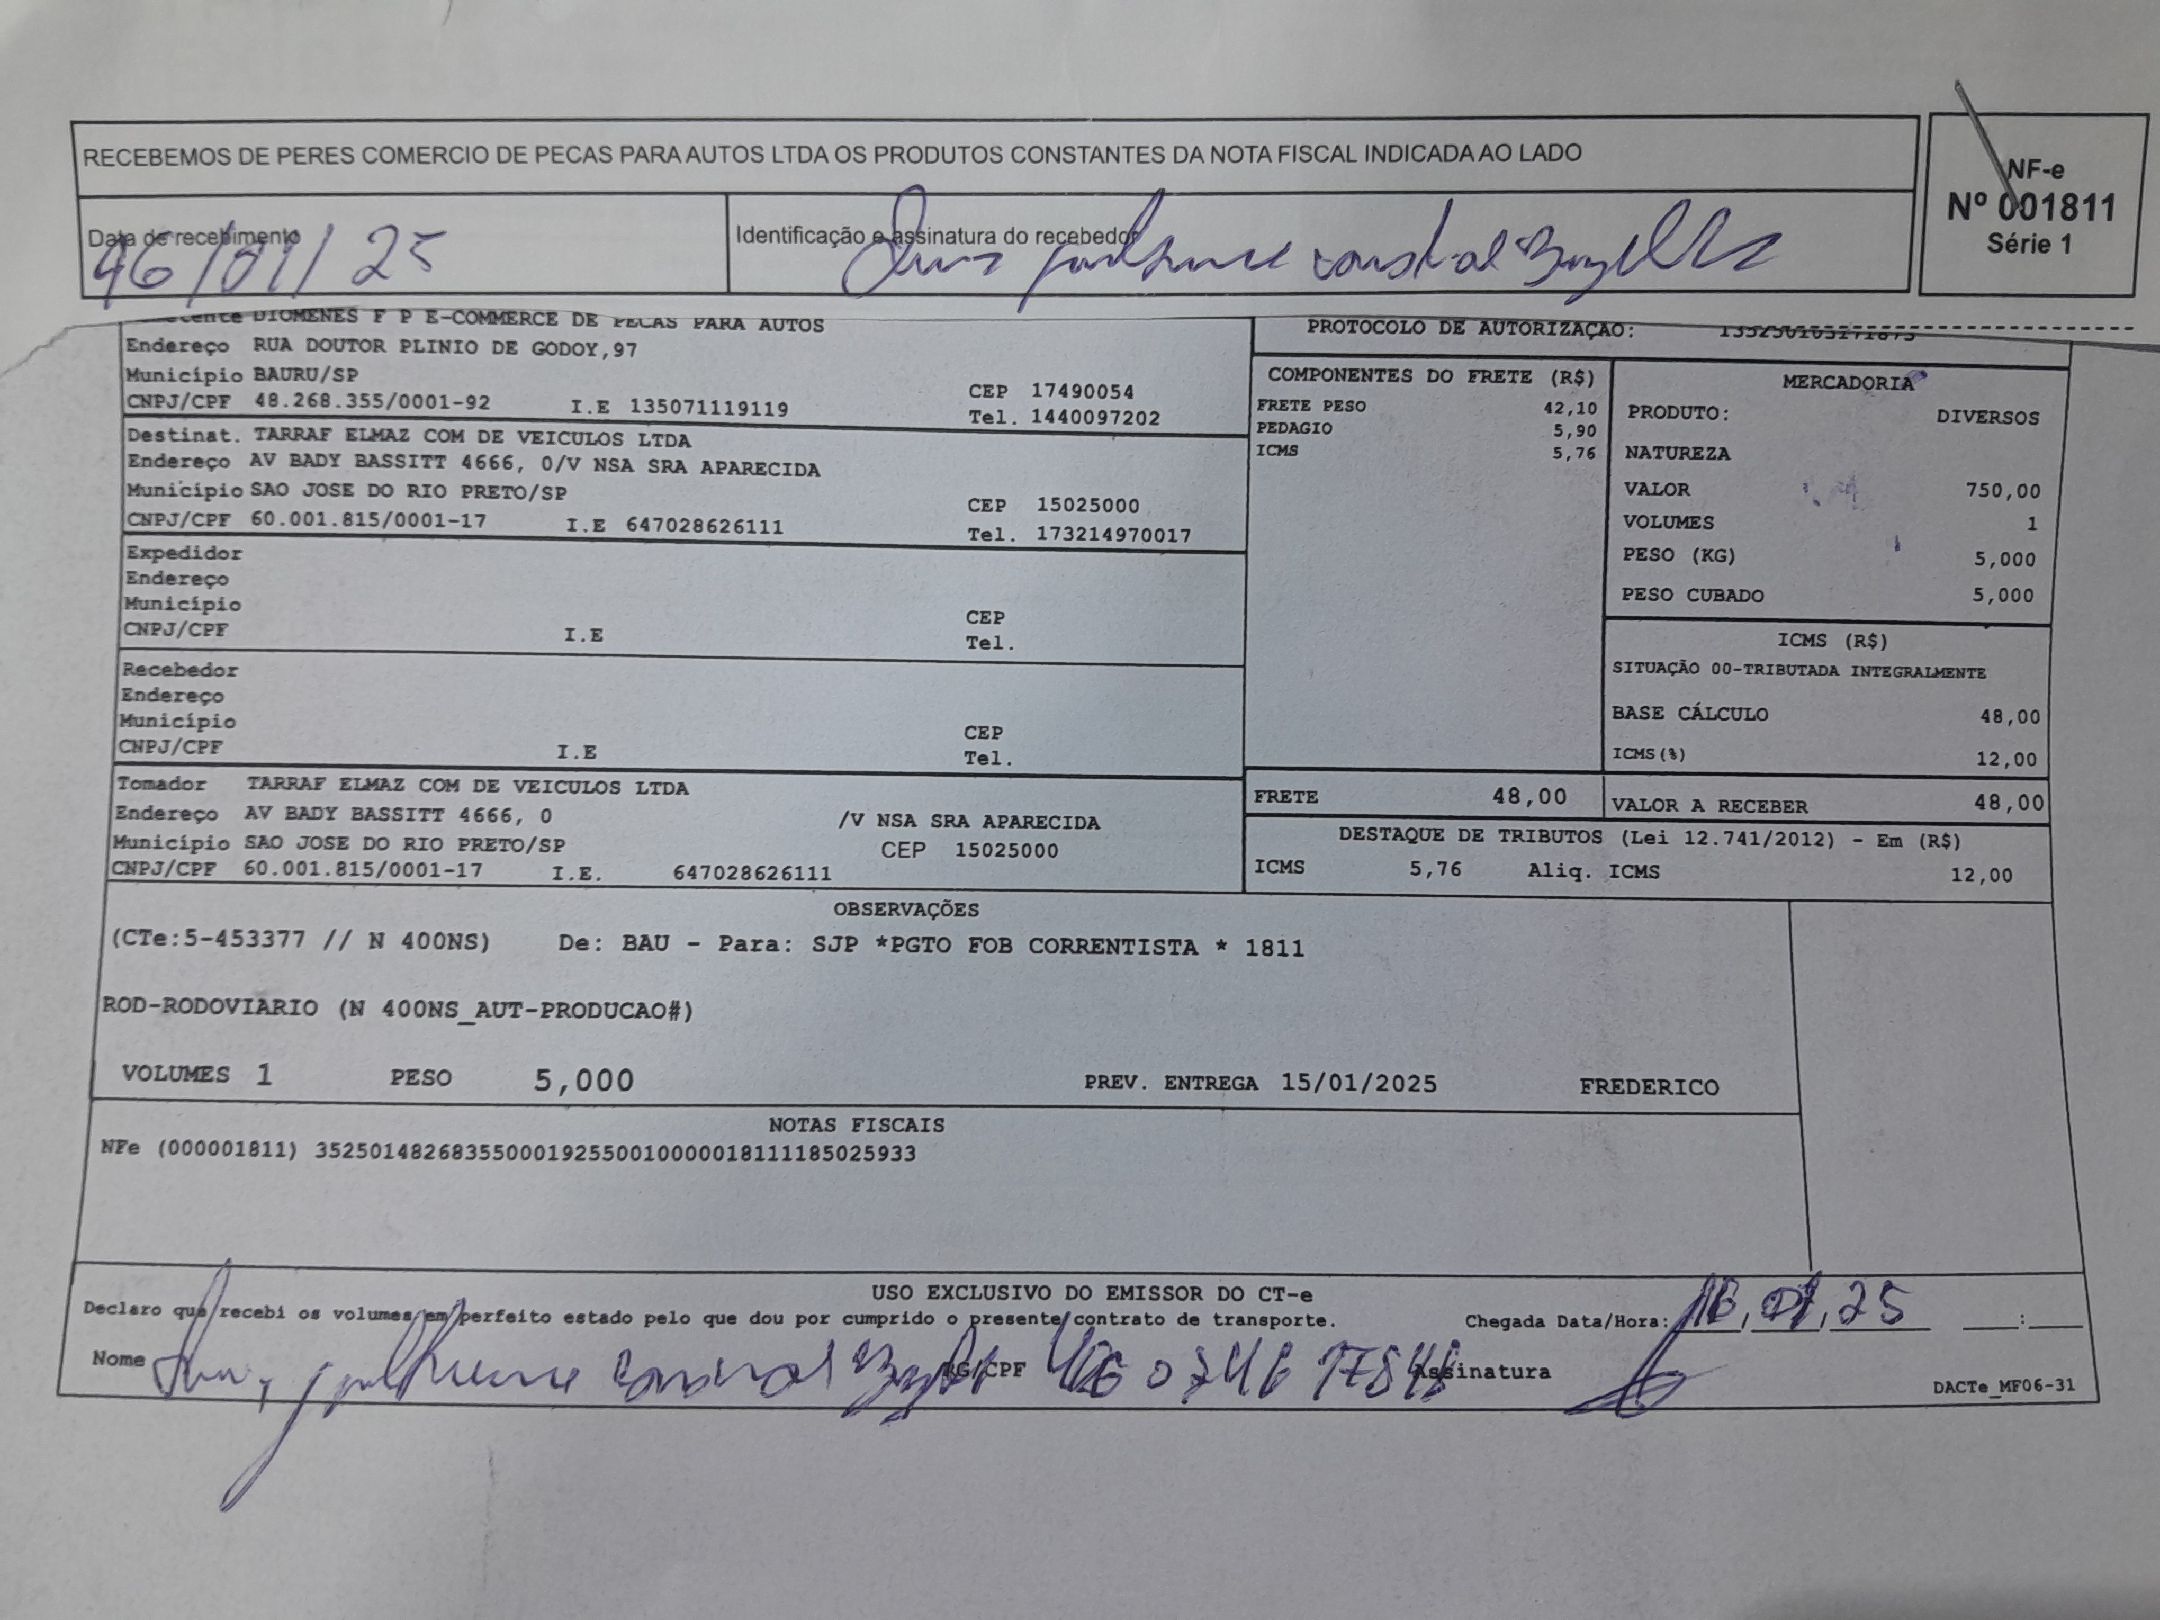 RECEBEMOS DE PERES COMERCIO DE PECAS PARA AUTOS LTDA OS PRODUTOS CONSTANTES DA NOTA FISCAL INDICADA AO LADO
NF-e
Nº 001811
Série 1
Data de recebimento
16/01/25
Identificação e assinatura do recebedor
DIOMENES F P E-COMMERCE DE PECAS PARA AUTOS
Endereço RUA DOUTOR PLINIO DE GODOY,97
Município BAURU/SP
CEP 17490054
CNPJ/CPF 48.268.355/0001-92 I.E 135071119119 Tel. 1440097202
Destinat. TARRAF ELMAZ COM DE VEICULOS LTDA
Endereço AV BADY BASSITT 4666, 0/V NSA SRA APARECIDA
Município SAO JOSE DO RIO PRETO/SP
CEP 15025000
CNPJ/CPF 60.001.815/0001-17 I.E 647028626111 Tel. 173214970017
Expedidor
Endereço
Município
CEP
CNPJ/CPF I.E Tel.
Recebedor
Endereço
Município
CEP
CNPJ/CPF I.E Tel.
Tomador TARRAF ELMAZ COM DE VEICULOS LTDA
Endereço AV BADY BASSITT 4666, 0 /V NSA SRA APARECIDA
Município SAO JOSE DO RIO PRETO/SP CEP 15025000
CNPJ/CPF 60.001.815/0001-17 I.E. 647028626111
PROTOCOLO DE AUTORIZAÇÃO:
COMPONENTES DO FRETE (R$)
FRETE PESO 42,10
PEDAGIO 5,90
ICMS 5,76
MERCADORIA
PRODUTO: DIVERSOS
NATUREZA
VALOR 750,00
VOLUMES 1
PESO (KG) 5,000
PESO CUBADO 5,000
ICMS (R$)
SITUAÇÃO 00-TRIBUTADA INTEGRALMENTE
BASE CÁLCULO 48,00
ICMS(%) 12,00
FRETE 48,00
VALOR A RECEBER 48,00
DESTAQUE DE TRIBUTOS (Lei 12.741/2012) - Em (R$)
ICMS 5,76 Aliq. ICMS 12,00
OBSERVAÇÕES
(CTe:5-453377 // N 400NS) De: BAU - Para: SJP *PGTO FOB CORRENTISTA * 1811
ROD-RODOVIARIO (N 400NS_AUT-PRODUCAO#)
VOLUMES 1 PESO 5,000 PREV. ENTREGA 15/01/2025 FREDERICO
NOTAS FISCAIS
NFe (000001811) 35250148268355000192550010000018111185025933
USO EXCLUSIVO DO EMISSOR DO CT-e
Declaro que recebi os volumes em perfeito estado pelo que dou por cumprido o presente contrato de transporte.
Chegada Data/Hora: 16,01,25 :
Nome RG/CPF Assinatura
DACTe_MF06-31